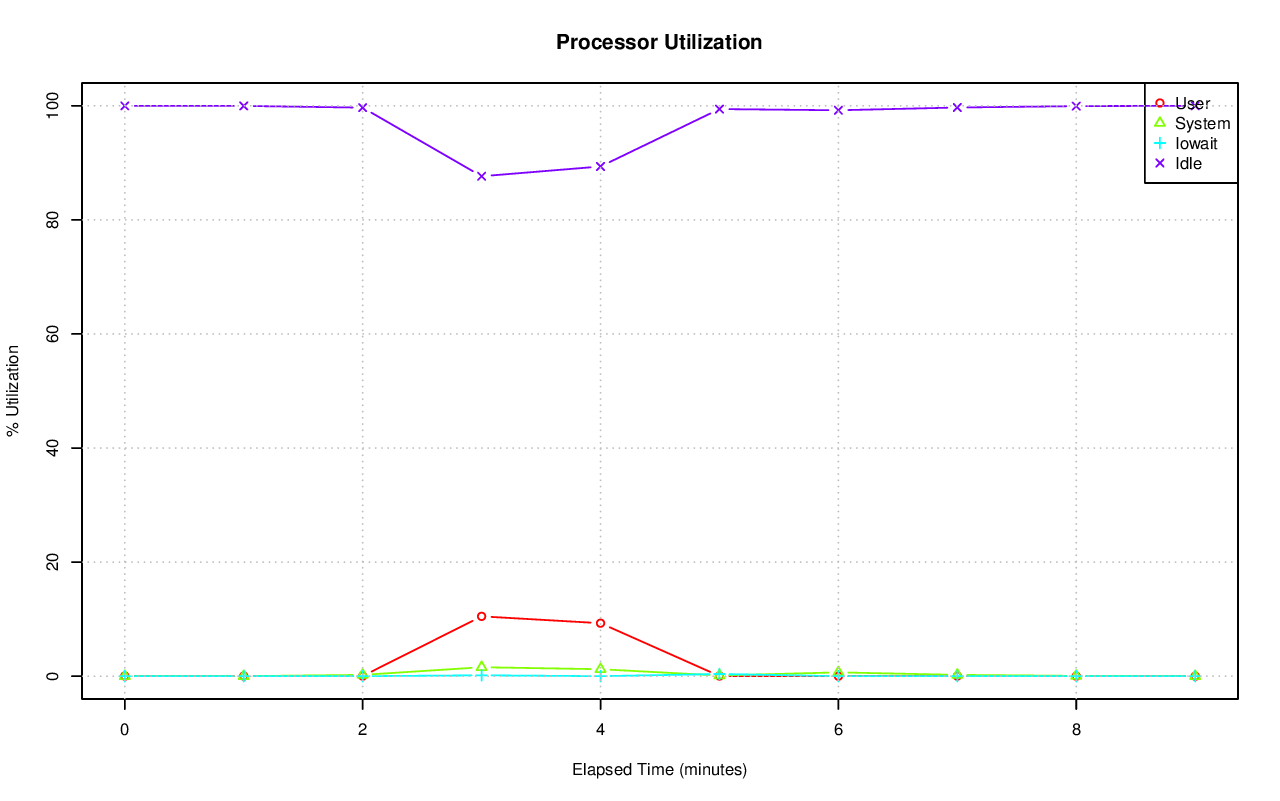 Processor Utilization
User
System
Iowait
Idle
% Utilization
100
80
60
40
20
0
0 2 4 6 8
Elapsed Time (minutes)